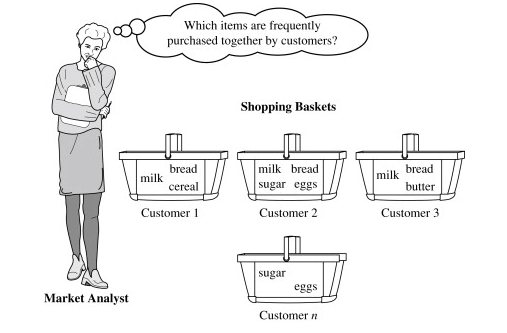 Which items are frequently
purchased together by customers?
Shopping Baskets
milk bread
cereal
Customer 1
milk bread
sugar eggs
Customer 2
milk bread
butter
Customer 3
sugar
eggs
Customer n
Market Analyst